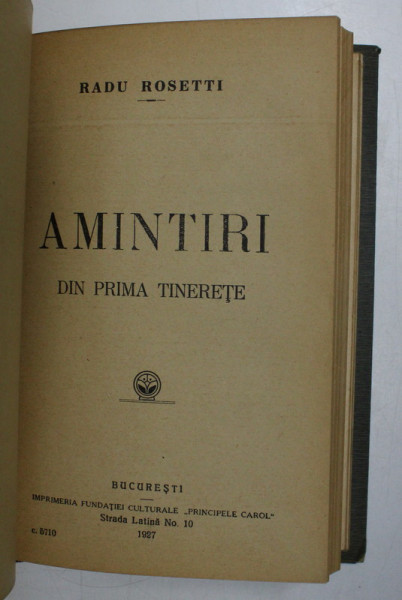 RADU ROSETTI
AMINTIRI
DIN PRIMA TINEREȚE
BUCUREȘTI
IMPRIMERIA FUNDAȚIEI CULTURALE „PRINCIPELE CAROL"
Strada Latină No. 10
c. 5710 1927